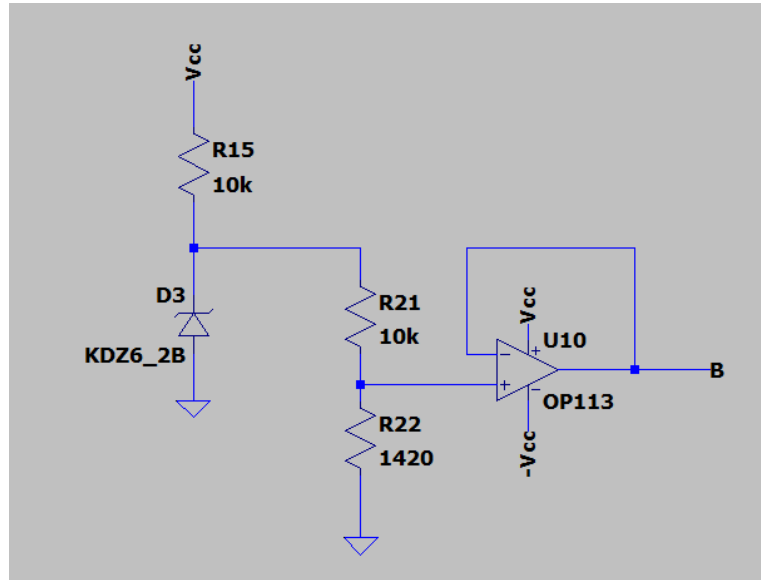 Vcc
R15
10k
D3
KDZ6_2B
R21
10k
R22
1420
Vcc
U10
OP113
-Vcc
B